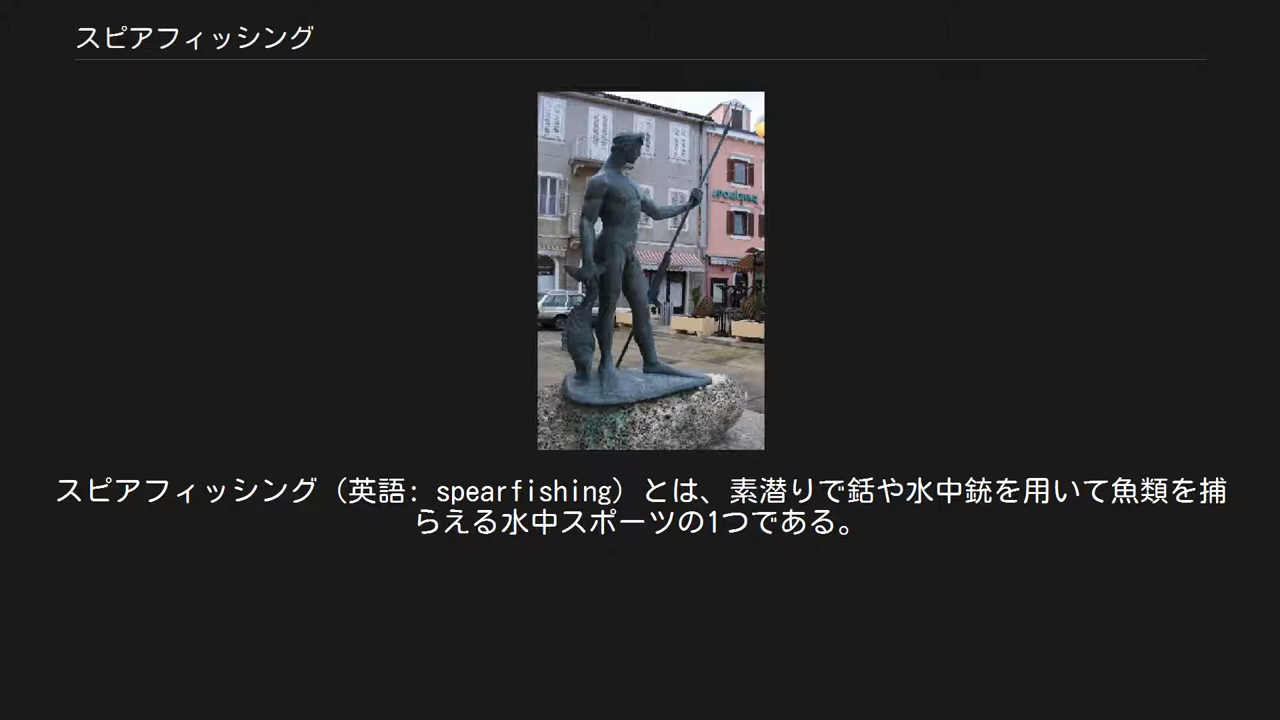 スピアフィッシング
スピアフィッシング（英語: spearfishing）とは、素潜りで銛や水中銃を用いて魚類を捕
らえる水中スポーツの1つである。